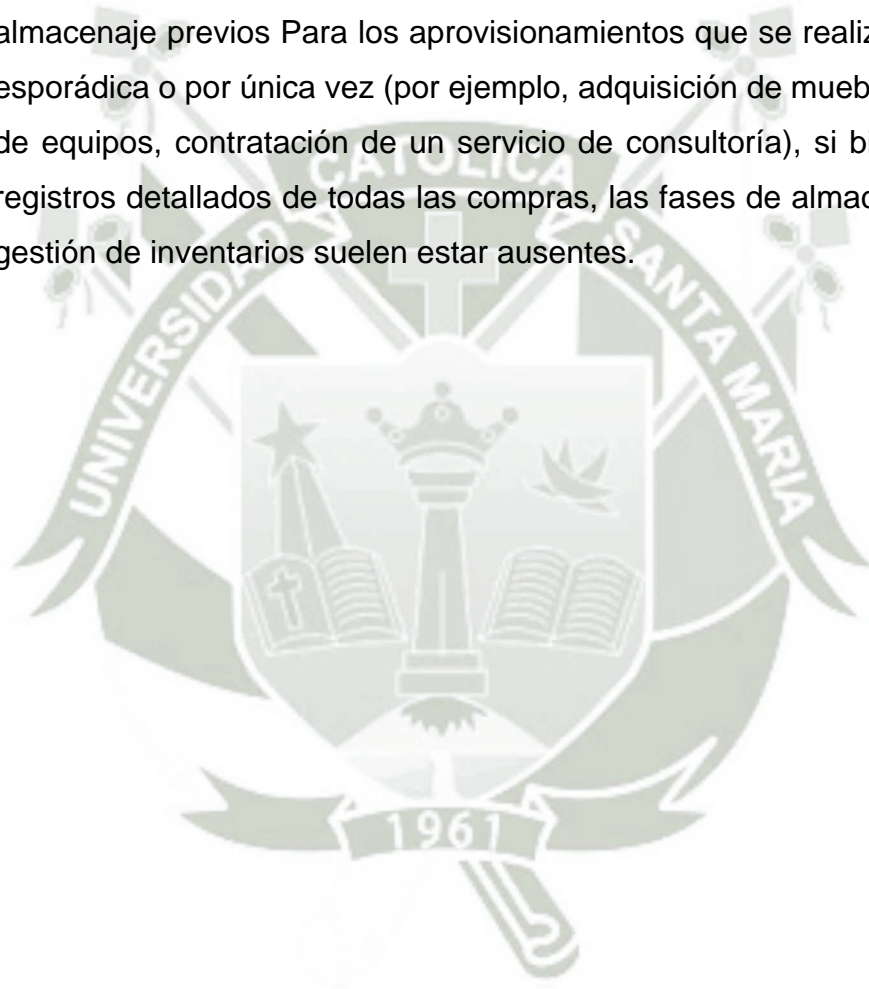 almacenaje previos Para los aprovisionamientos que se realiz
esporádica o por única vez (por ejemplo, adquisición de mueb
de equipos, contratación de un servicio de consultoría), si bi
registros detallados de todas las compras, las fases de almac
gestión de inventarios suelen estar ausentes.
UNIVERSIDAD CATOLICA SANTA MARIA
1961